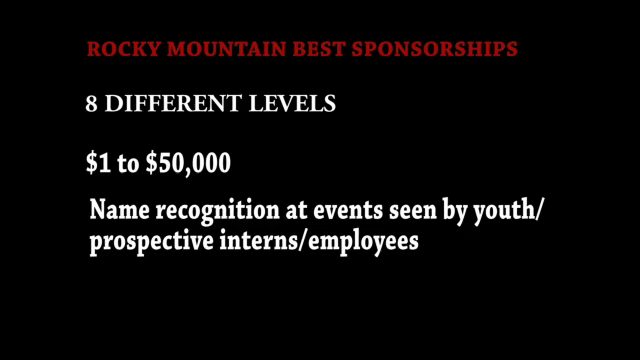 ROCKY MOUNTAIN BEST SPONSORSHIPS
8 DIFFERENT LEVELS
$1 to $50,000
Name recognition at events seen by youth/
prospective interns/employees